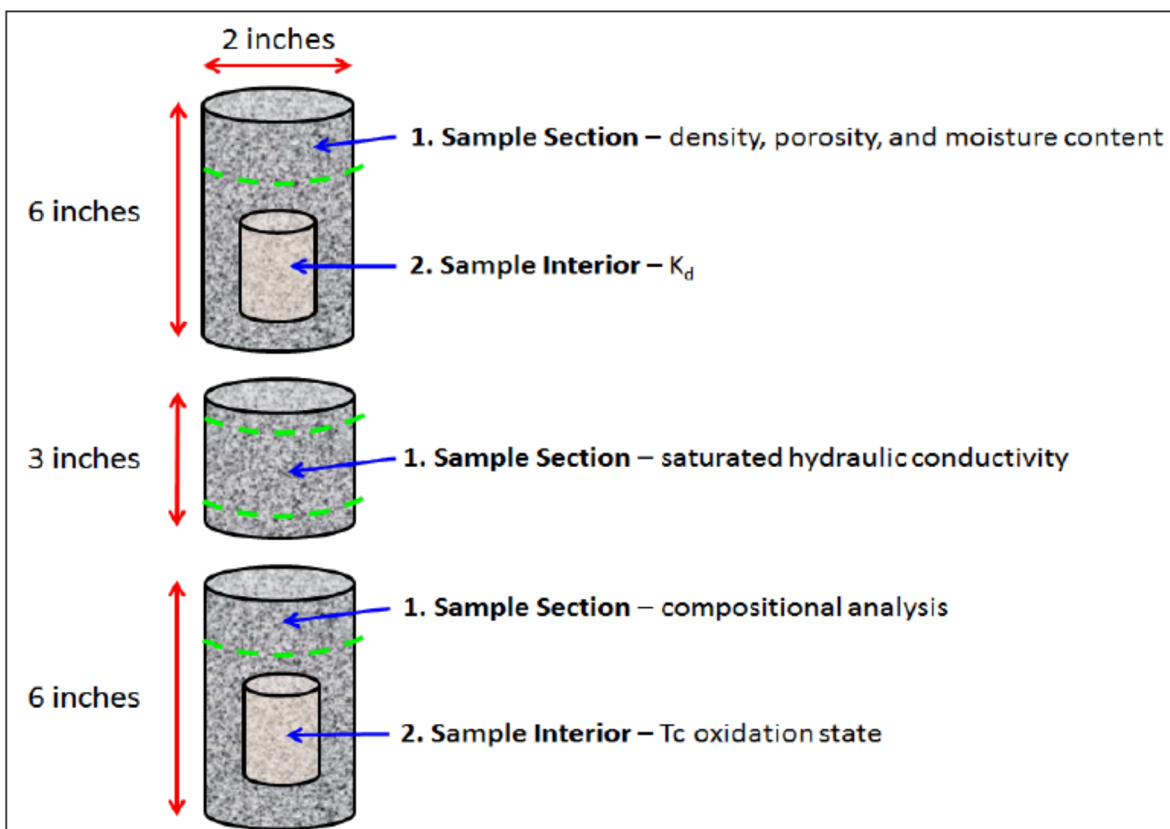 2 inches
1. Sample Section – density, porosity, and moisture content
6 inches
2. Sample Interior – Kd
3 inches
1. Sample Section – saturated hydraulic conductivity
1. Sample Section – compositional analysis
6 inches
2. Sample Interior – Tc oxidation state